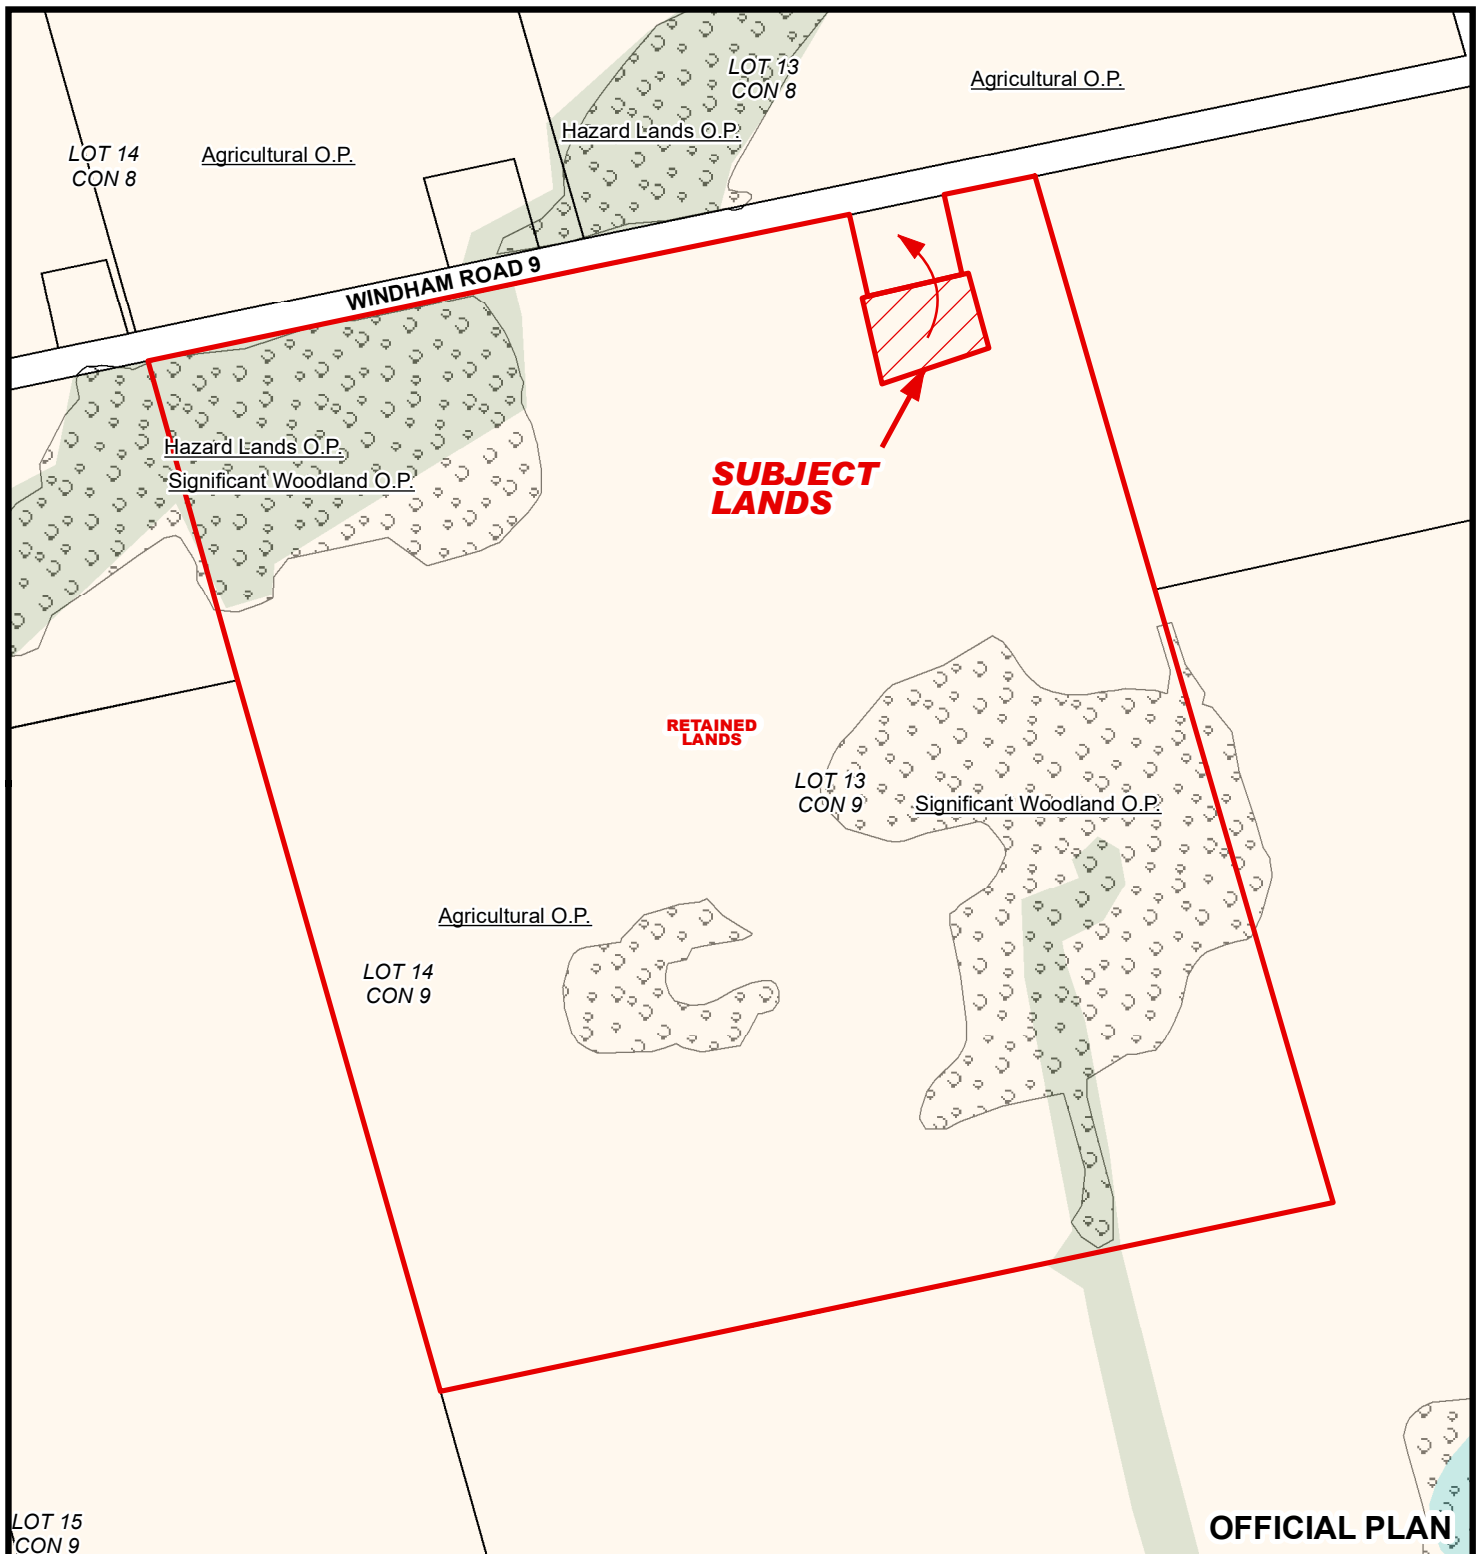 LOT 13
CON 8
Agricultural O.P.
Hazard Lands O.P.
LOT 14
CON 8
Agricultural O.P.
WINDHAM ROAD 9
Hazard Lands O.P.
Significant Woodland O.P.
SUBJECT
LANDS
RETAINED
LANDS
LOT 13
CON 9
Significant Woodland O.P.
Agricultural O.P.
LOT 14
CON 9
LOT 15
CON 9
OFFICIAL PLAN